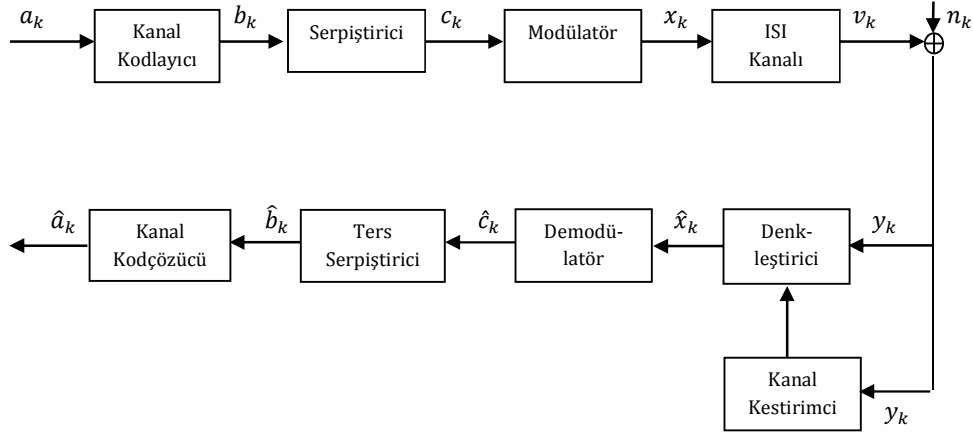 a_k
Kanal
Kodlayıcı
b_k
Serpiştirici
c_k
Modülatör
x_k
ISI
Kanalı
v_k
n_k
â_k
Kanal
Kodçözücü
b̂_k
Ters
Serpiştirici
ĉ_k
Demodü-
latör
x̂_k
Denk-
leştirici
y_k
Kanal
Kestirimci
y_k